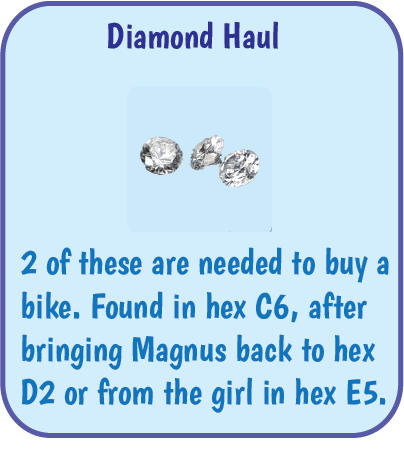 Diamond Haul
2 of these are needed to buy a
bike. Found in hex C6, after
bringing Magnus back to hex
D2 or from the girl in hex E5.